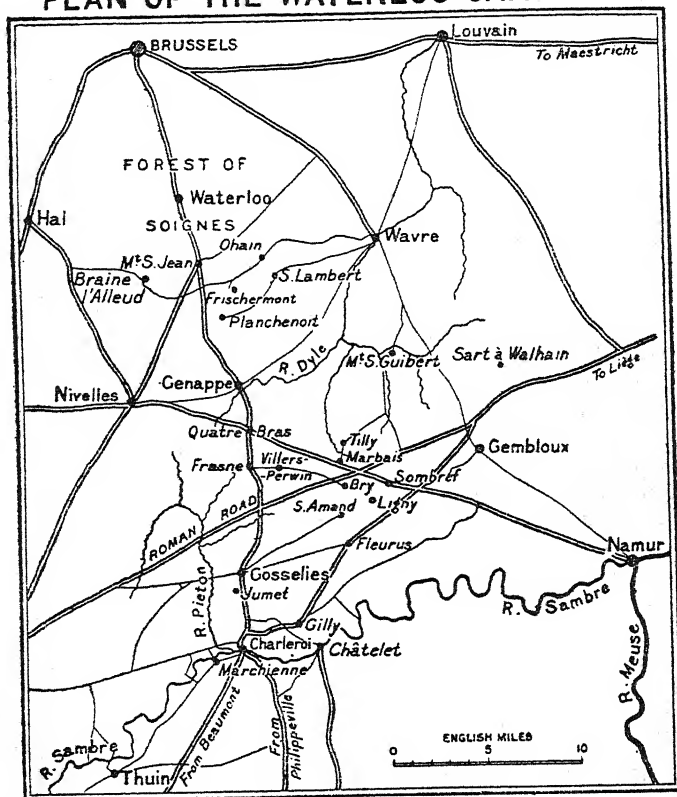 PLAN OF THE WATERLOO
BRUSSELS
Louvain
To Maestricht
FOREST OF
Waterloo
SOIGNES
Hal
Ohain
Wavre
Mt S. Jean
S. Lambert
Braine
l'Alleud
Frischermont
Planchenoit
R. Dyle
Mt S. Guibert
Sart à Walhain
To Liège
Genappe
Nivelles
Quatre Bras
Tilly
Gembloux
Marbais
Frasne
Villers-
Perwin
Sombref
Bry
Ligny
S. Amand
ROMAN ROAD
Fleurus
Namur
Gosselies
Jumet
R. Pieton
R. Sambre
Gilly
Charleroi
Châtelet
R. Meuse
Marchienne
From Beaumont
From
Philippeville
ENGLISH MILES
0 5 10
R. Sambre
Thuin